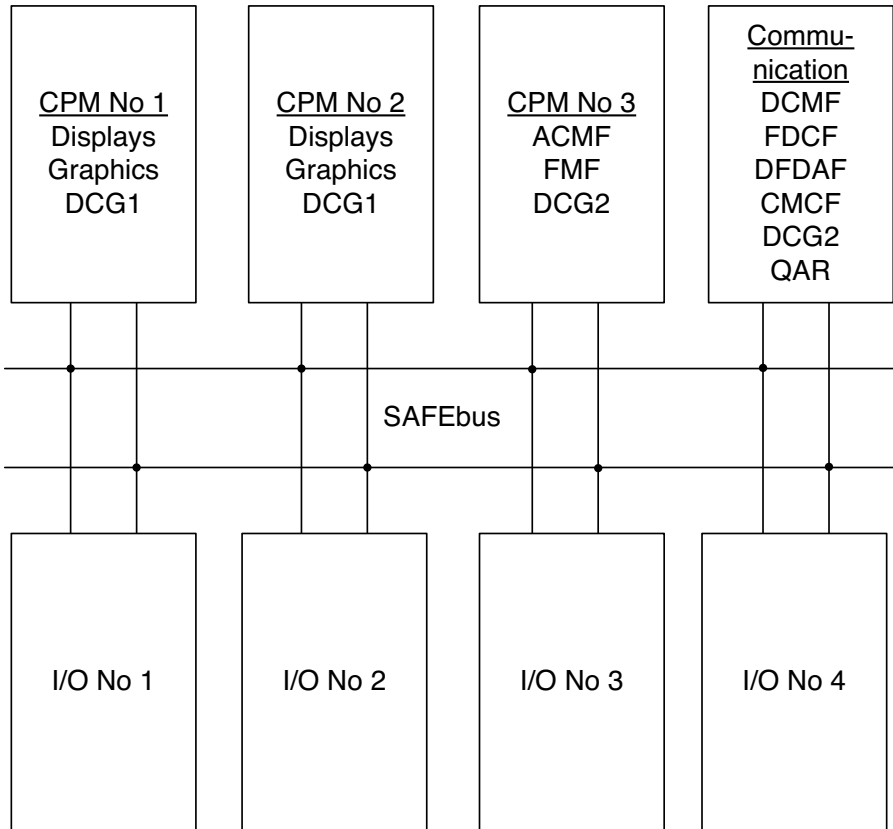 CPM No 1
Displays
Graphics
DCG1
CPM No 2
Displays
Graphics
DCG1
CPM No 3
ACMF
FMF
DCG2
Commu-
nication
DCMF
FDCF
DFDAF
CMCF
DCG2
QAR
SAFEbus
I/O No 1
I/O No 2
I/O No 3
I/O No 4